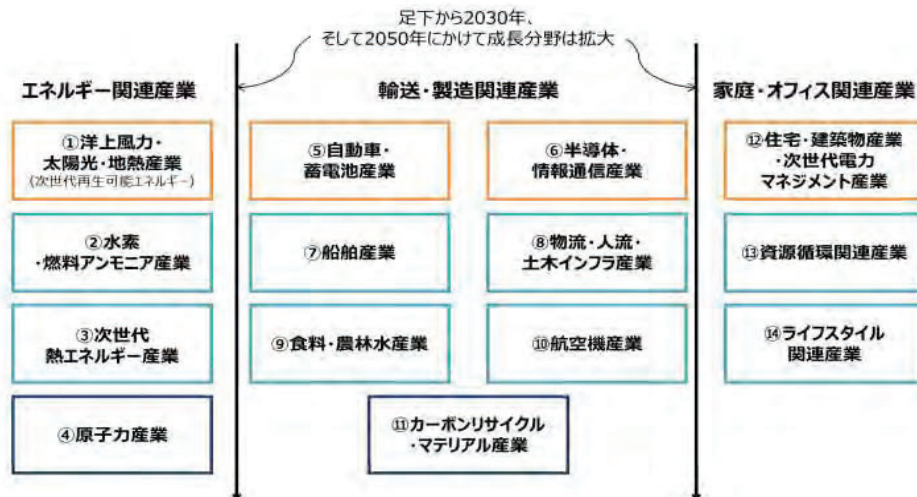 足下から2030年、
そして2050年にかけて成長分野は拡大
エネルギー関連産業
輸送・製造関連産業
家庭・オフィス関連産業
①洋上風力・
太陽光・地熱産業
(次世代再生可能エネルギー)
⑤自動車・
蓄電池産業
⑥半導体・
情報通信産業
⑫住宅・建築物産業
・次世代電力
マネジメント産業
②水素
・燃料アンモニア産業
⑦船舶産業
⑧物流・人流・
土木インフラ産業
⑬資源循環関連産業
③次世代
熱エネルギー産業
⑨食料・農林水産業
⑩航空機産業
⑭ライフスタイル
関連産業
④原子力産業
⑪カーボンリサイクル
・マテリアル産業